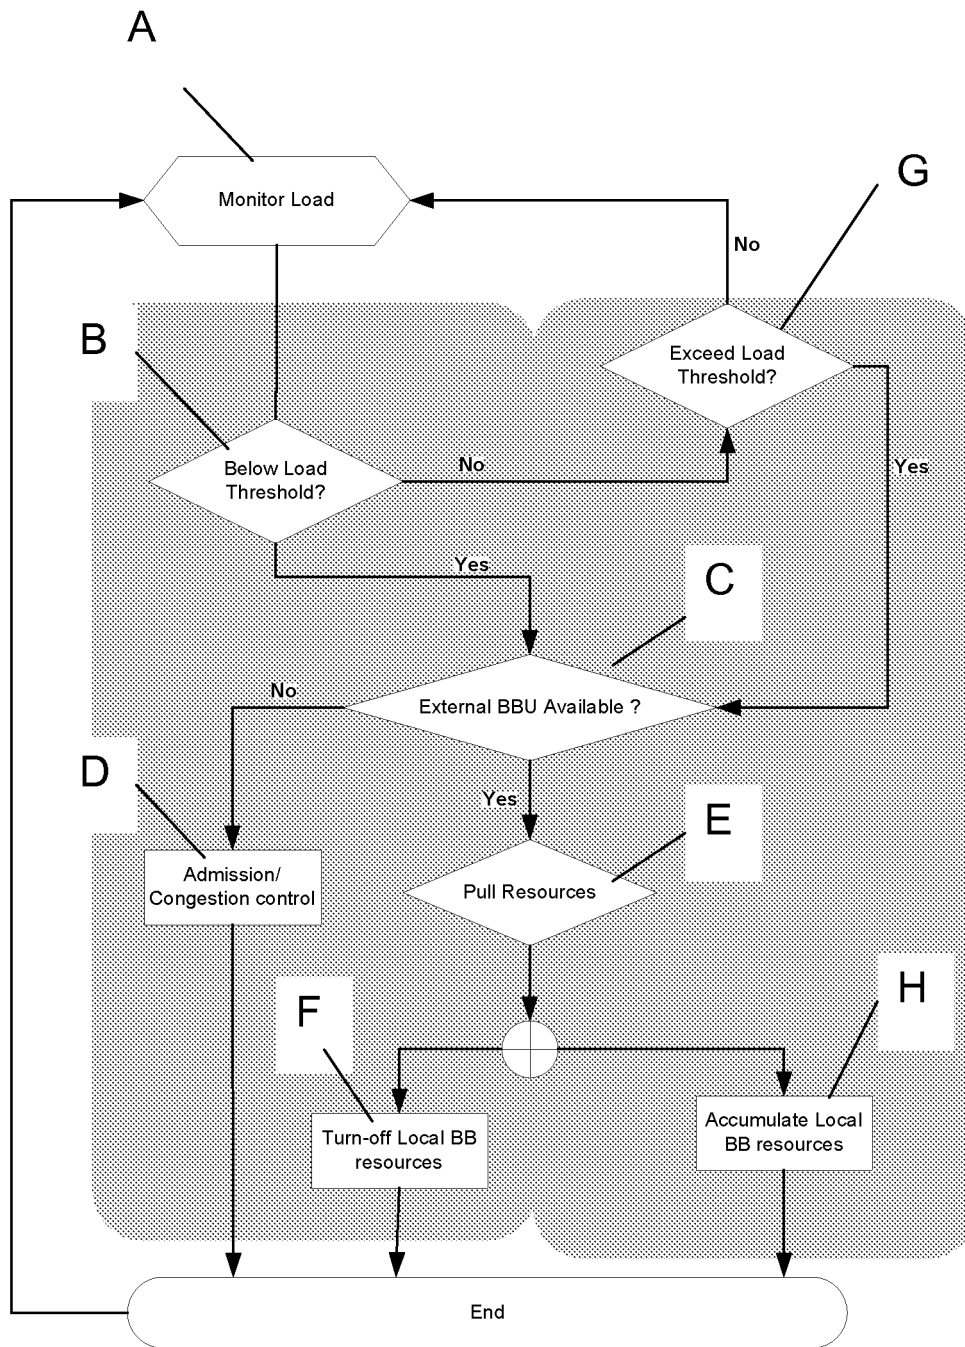 A
Monitor Load
G
No
B
Exceed Load
Threshold?
Below Load
Threshold?
No
Yes
Yes
C
No
External BBU Available ?
D
Yes
E
Admission/
Congestion control
Pull Resources
F
H
Turn-off Local BB
resources
Accumulate Local
BB resources
End